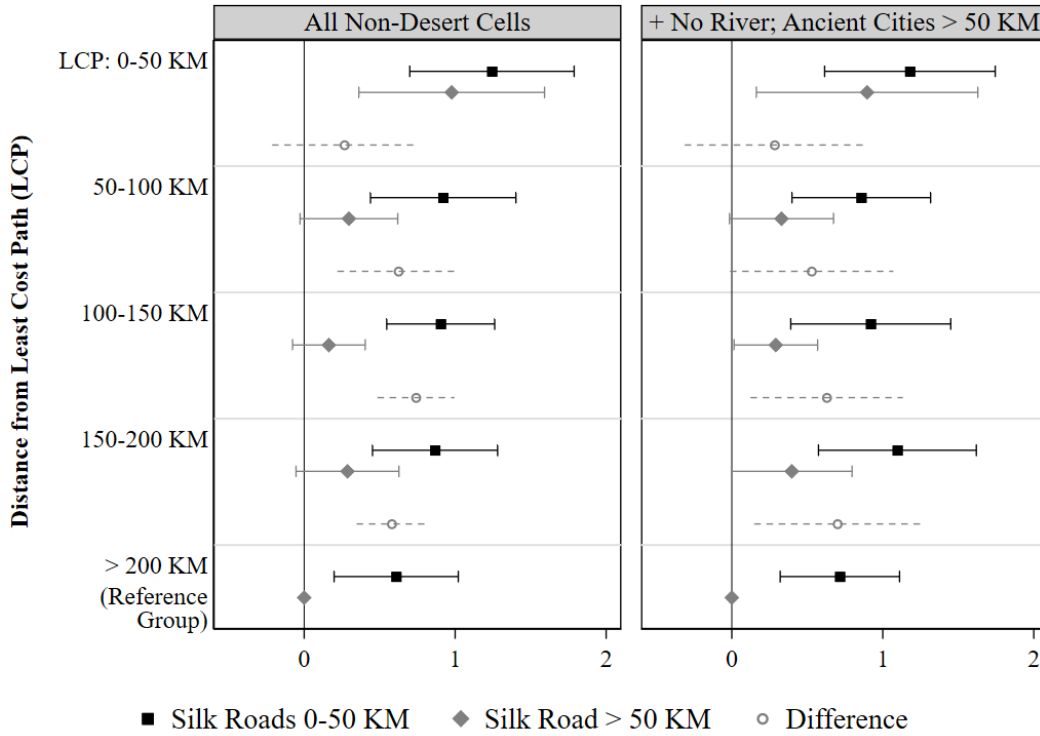 All Non-Desert Cells
+ No River; Ancient Cities > 50 KM
Distance from Least Cost Path (LCP)
LCP: 0-50 KM
50-100 KM
100-150 KM
150-200 KM
> 200 KM
(Reference
Group)
0 1 2
0 1 2
Silk Roads 0-50 KM Silk Road > 50 KM Difference